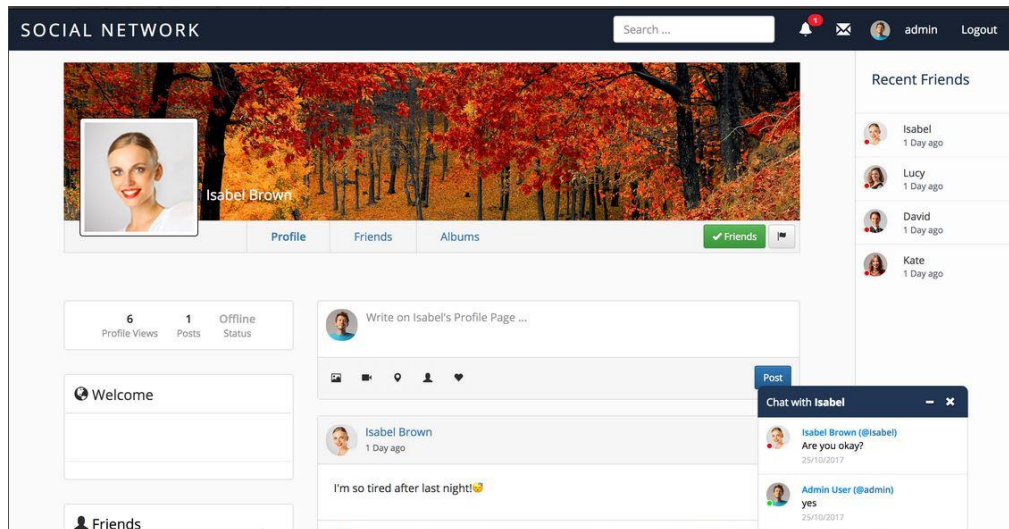 SOCIAL NETWORK
Search ...
1
admin
Logout
Isabel Brown
Profile
Friends
Albums
Friends
Recent Friends
Isabel
1 Day ago
Lucy
1 Day ago
David
1 Day ago
Kate
1 Day ago
6 1 Offline
Profile Views Posts Status
Welcome
Friends
Write on Isabel's Profile Page ...
Post
Isabel Brown
1 Day ago
I'm so tired after last night!😴
Chat with Isabel
Isabel Brown (@Isabel)
Are you okay?
25/10/2017
Admin User (@admin)
yes
25/10/2017